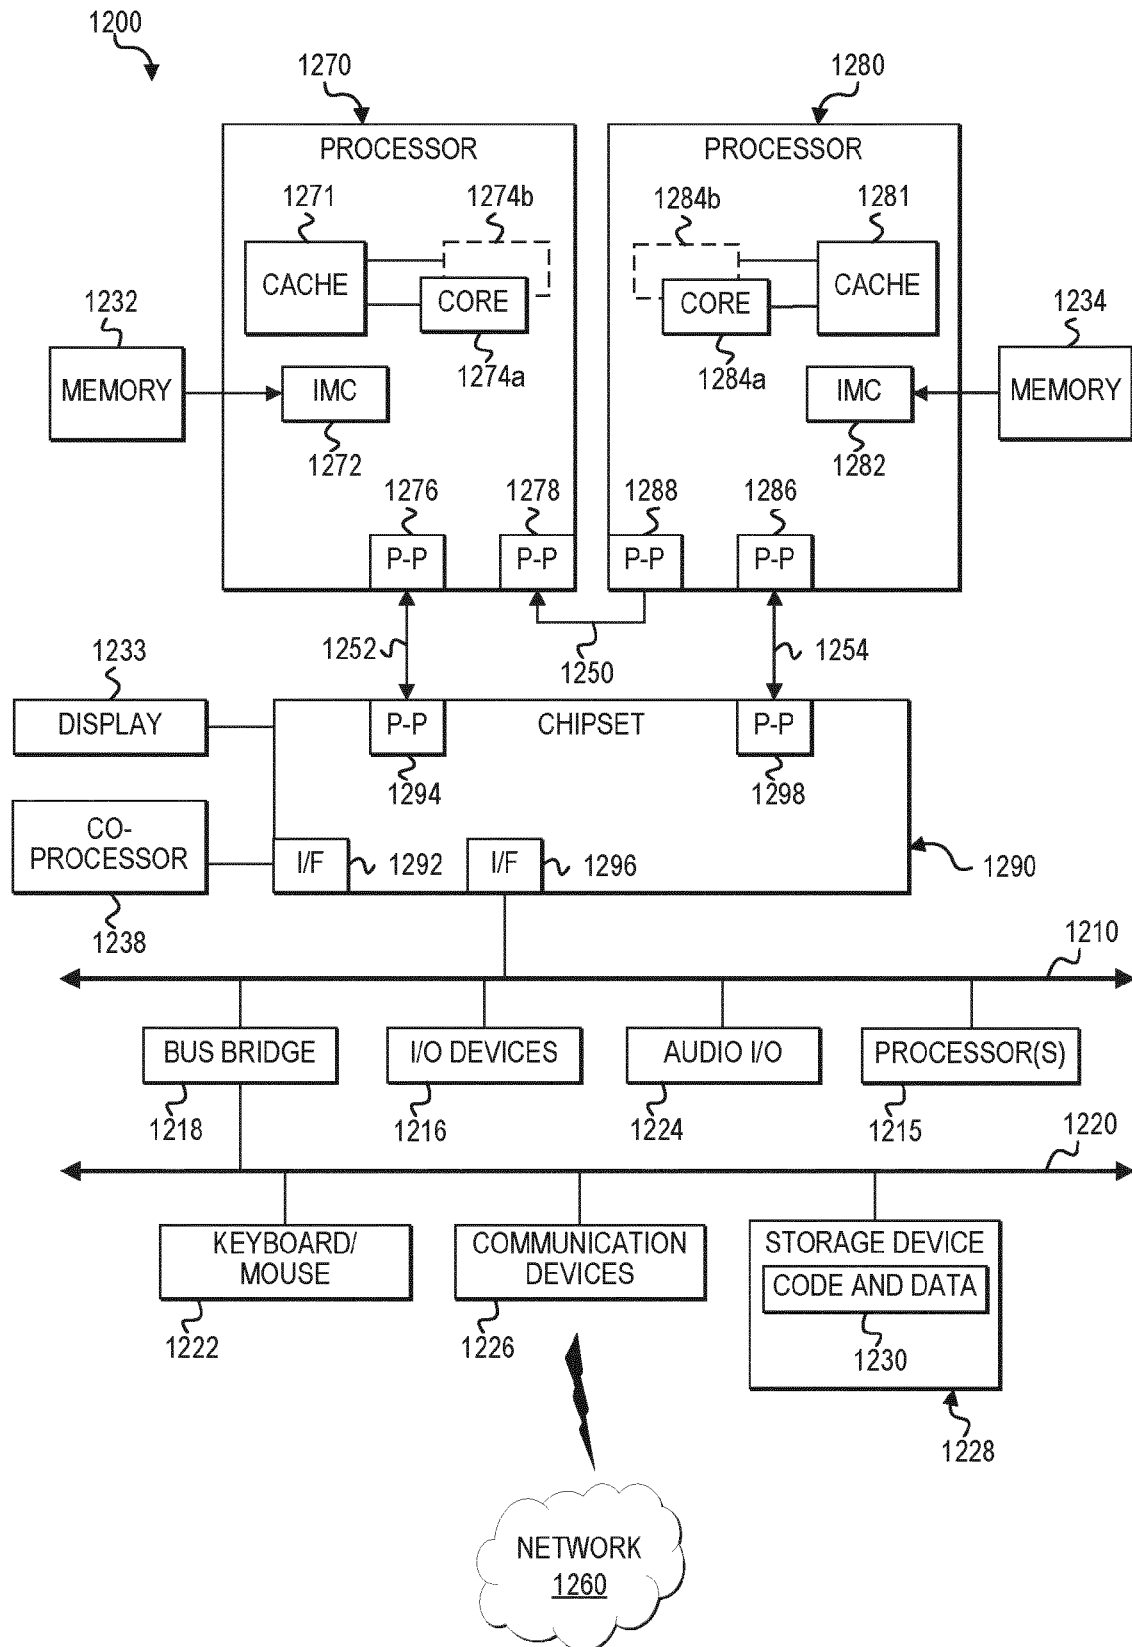 1200
1270
1280
PROCESSOR
PROCESSOR
1271
1274b
1284b
1281
CACHE
CORE
CORE
CACHE
1232
1234
1274a
1284a
MEMORY
IMC
IMC
MEMORY
1272
1282
1276
1278
1288
1286
P-P
P-P
P-P
P-P
1252
1250
1254
1233
DISPLAY
P-P
CHIPSET
P-P
1294
1298
CO-
PROCESSOR
I/F
1292
I/F
1296
1290
1238
1210
BUS BRIDGE
I/O DEVICES
AUDIO I/O
PROCESSOR(S)
1218
1216
1224
1215
1220
KEYBOARD/
MOUSE
COMMUNICATION
DEVICES
STORAGE DEVICE
CODE AND DATA
1222
1226
1230
1228
NETWORK
1260